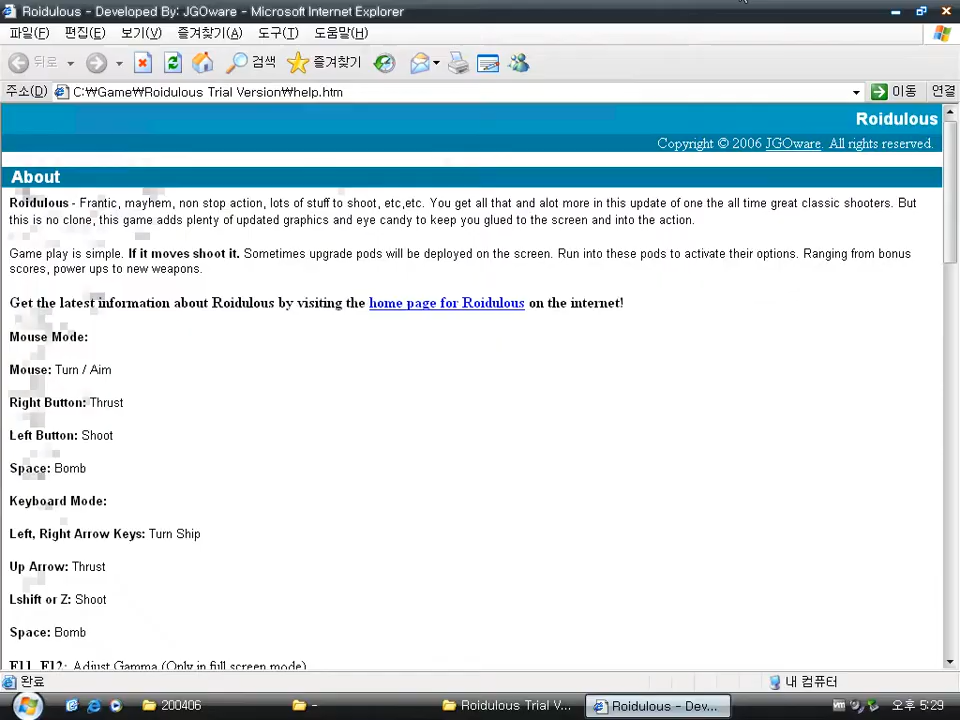 Roidulous - Developed By: JGOware - Microsoft Internet Explorer
파일(F) 편집(E) 보기(V) 즐겨찾기(A) 도구(T) 도움말(H)
뒤로 검색 즐겨찾기
주소(D) C:₩Game₩Roidulous Trial Version₩help.htm 이동 연결
Roidulous
Copyright © 2006 JGOware. All rights reserved.
About
Roidulous - Frantic, mayhem, non stop action, lots of stuff to shoot, etc,etc. You get all that and alot more in this update of one the all time great classic shooters. But
this is no clone, this game adds plenty of updated graphics and eye candy to keep you glued to the screen and into the action.
Game play is simple. If it moves shoot it. Sometimes upgrade pods will be deployed on the screen. Run into these pods to activate their options. Ranging from bonus
scores, power ups to new weapons.
Get the latest information about Roidulous by visiting the home page for Roidulous on the internet!
Mouse Mode:
Mouse: Turn / Aim
Right Button: Thrust
Left Button: Shoot
Space: Bomb
Keyboard Mode:
Left, Right Arrow Keys: Turn Ship
Up Arrow: Thrust
Lshift or Z: Shoot
Space: Bomb
F11, F12: Adjust Gamma (Only in full screen mode)
완료 내 컴퓨터
200406 - Roidulous Trial V... Roidulous - Dev... 오후 5:29